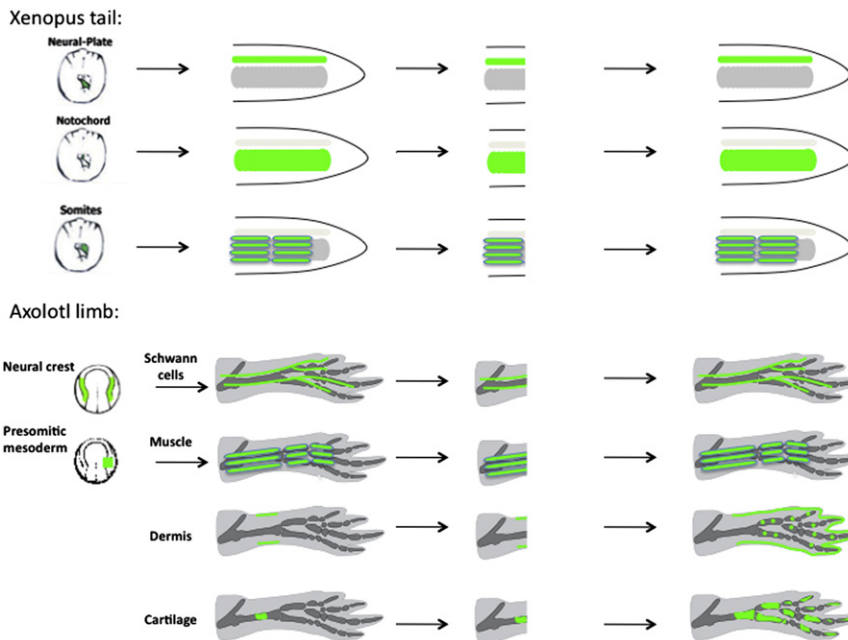 Xenopus tail:
Neural-Plate
Notochord
Somites
Axolotl limb:
Neural crest
Schwann
cells
Presomitic
mesoderm
Muscle
Dermis
Cartilage